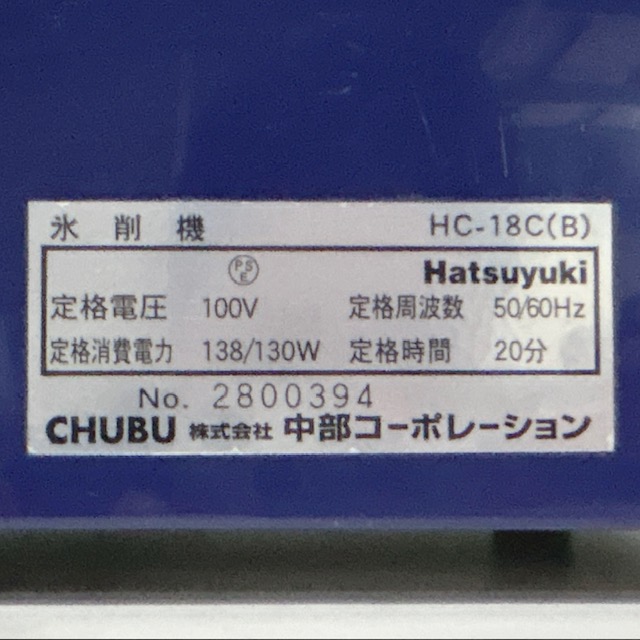 氷削機 HC-18C(B)
PSE Hatsuyuki
定格電圧 100V 定格周波数 50/60Hz
定格消費電力 138/130W 定格時間 20分
No. 2800394
CHUBU 株式会社 中部コーポレーション